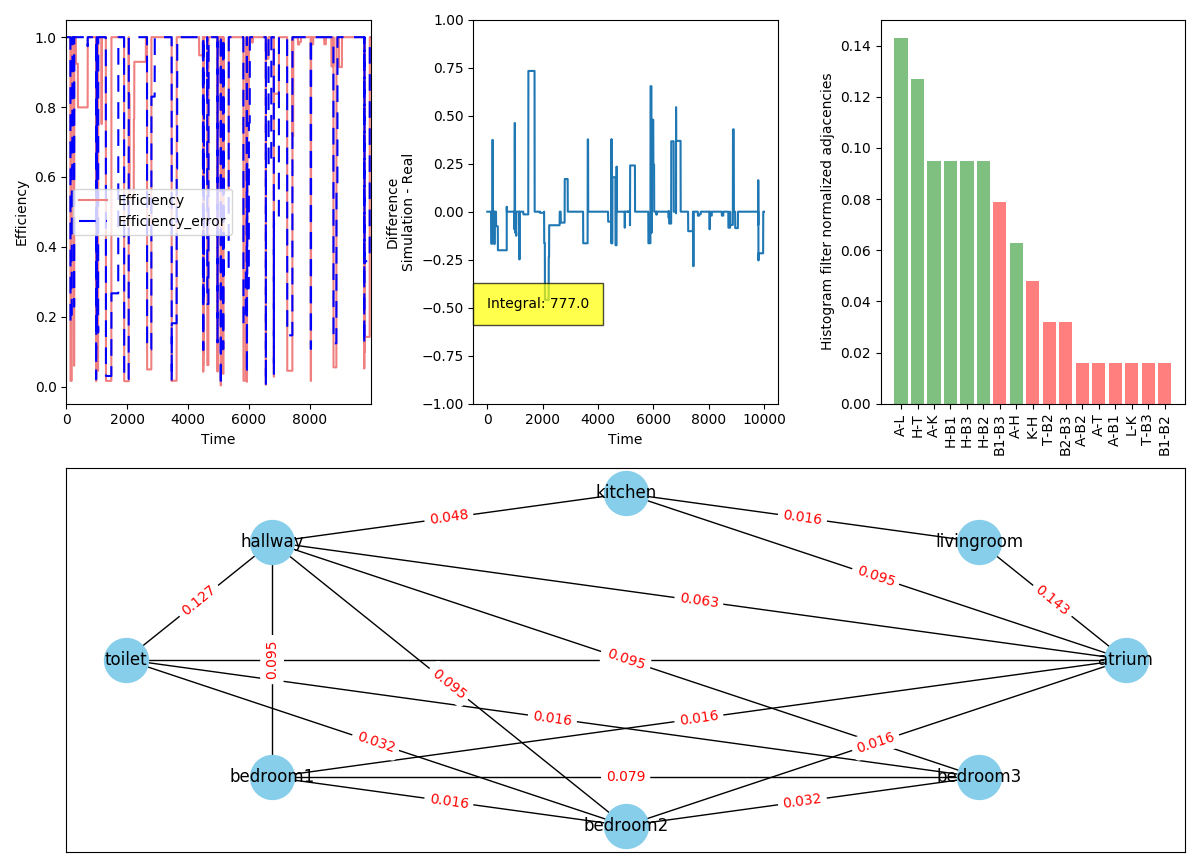 Efficiency
1.0
0.8
0.6
0.4
0.2
0.0
Efficiency
Efficiency_error
0
2000
4000
6000
8000
Time
Difference
Simulation - Real
1.00
0.75
0.50
0.25
0.00
−0.25
−0.50
−0.75
−1.00
Integral: 777.0
0
2000
4000
6000
8000
10000
Time
Histogram filter normalized adjacencies
0.14
0.12
0.10
0.08
0.06
0.04
0.02
0.00
A-L
H-T
A-K
H-B1
H-B3
H-B2
B1-B3
A-H
K-H
T-B2
B2-B3
A-B2
A-T
A-B1
L-K
T-B3
B1-B2
kitchen
0.048
0.016
hallway
livingroom
0.095
0.127
0.063
0.143
toilet
0.095
0.095
atrium
0.095
0.016
0.016
0.032
0.016
bedroom1
0.079
bedroom3
0.016
0.032
bedroom2